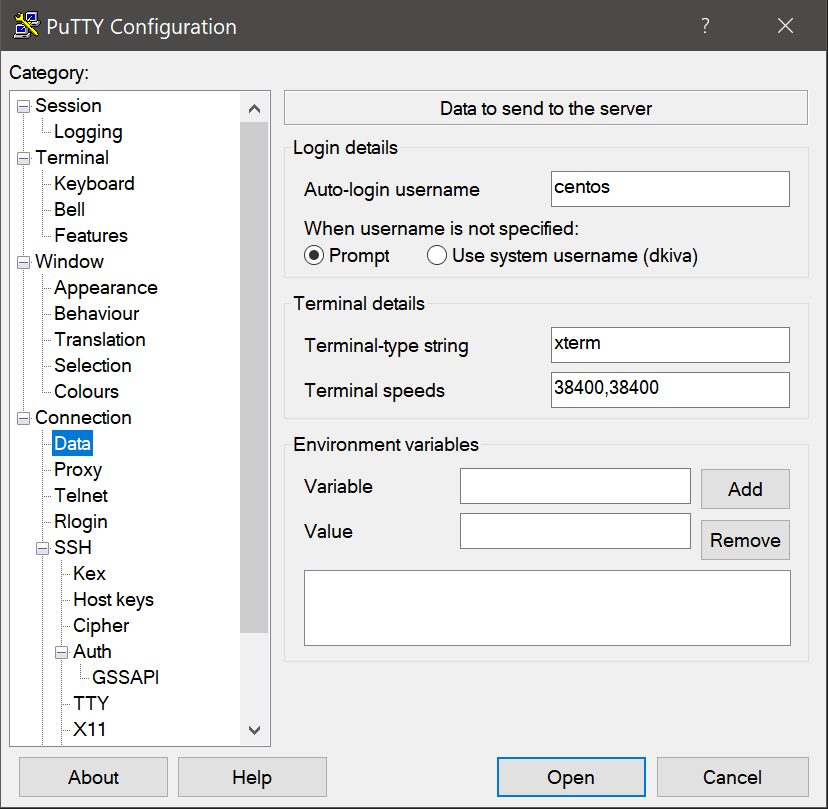 PuTTY Configuration
?
Category:
Session
Logging
Terminal
Keyboard
Bell
Features
Window
Appearance
Behaviour
Translation
Selection
Colours
Connection
Data
Proxy
Telnet
Rlogin
SSH
Kex
Host keys
Cipher
Auth
GSSAPI
TTY
X11
Data to send to the server
Login details
Auto-login username centos
When username is not specified:
Prompt Use system username (dkiva)
Terminal details
Terminal-type string xterm
Terminal speeds 38400,38400
Environment variables
Variable Add
Value Remove
About Help Open Cancel